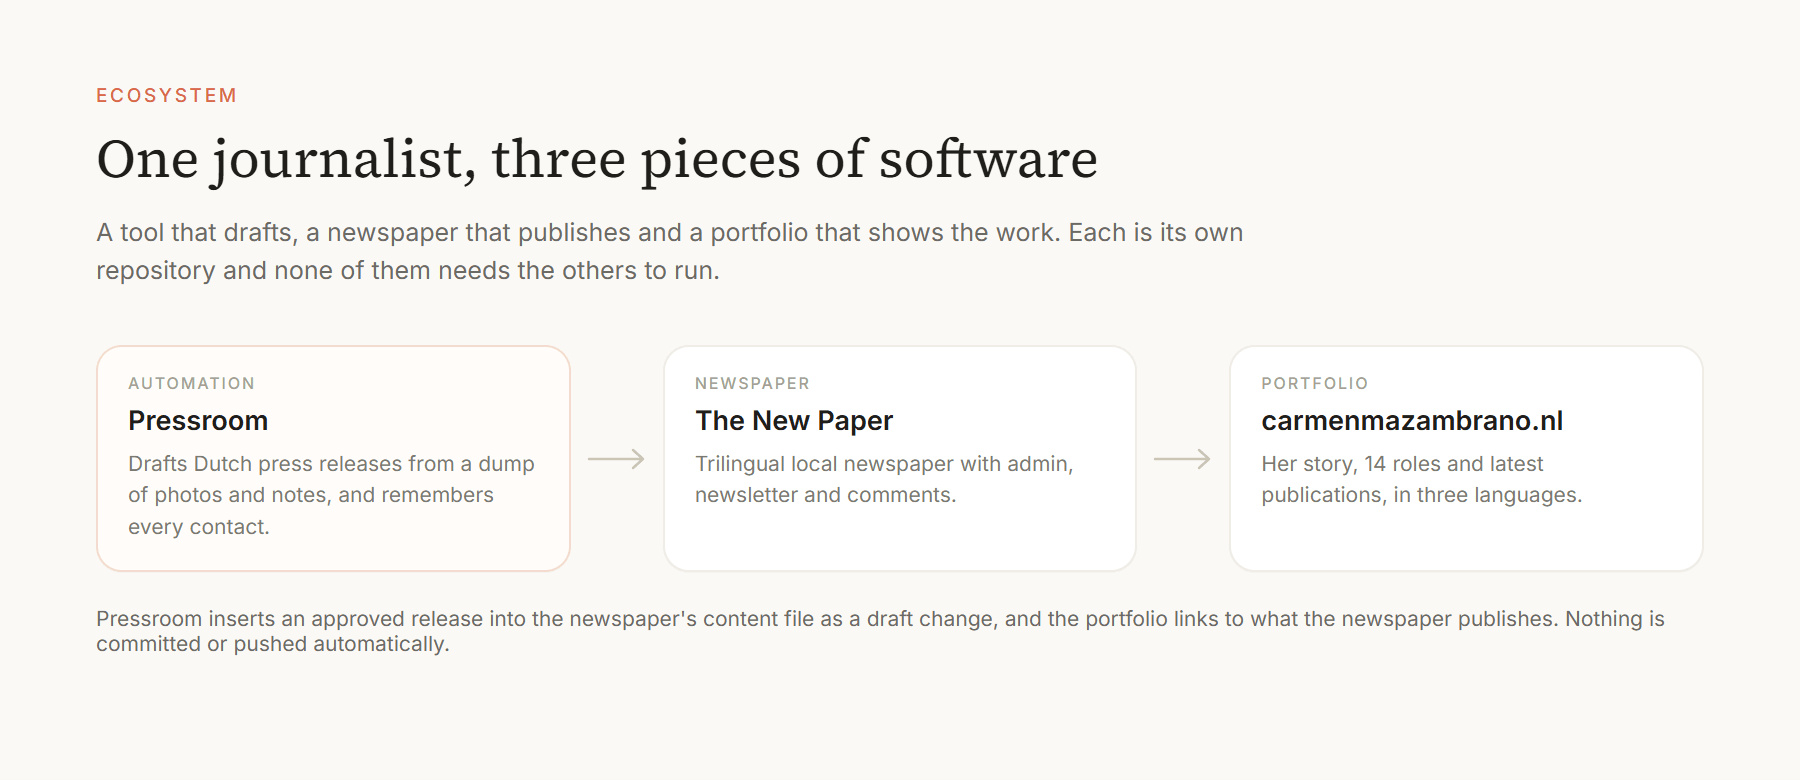 ECOSYSTEM
One journalist, three pieces of software
A tool that drafts, a newspaper that publishes and a portfolio that shows the work. Each is its own
repository and none of them needs the others to run.
AUTOMATION
Pressroom
Drafts Dutch press releases from a dump
of photos and notes, and remembers
every contact.
NEWSPAPER
The New Paper
Trilingual local newspaper with admin,
newsletter and comments.
PORTFOLIO
carmenmazambrano.nl
Her story, 14 roles and latest
publications, in three languages.
Pressroom inserts an approved release into the newspaper's content file as a draft change, and the portfolio links to what the newspaper publishes. Nothing is
committed or pushed automatically.